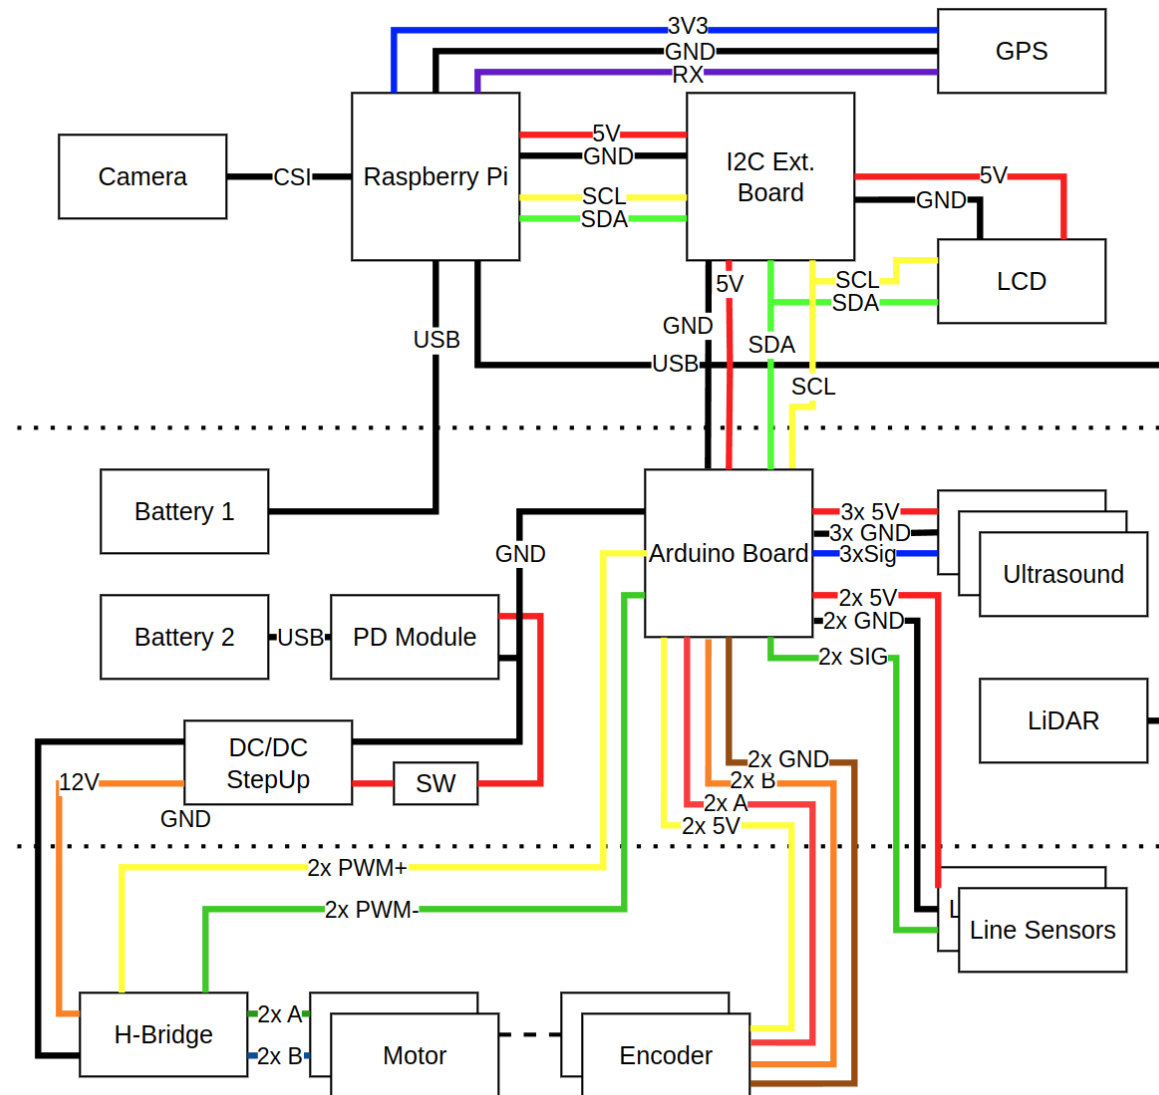 3V3
GND
RX
GPS
Camera
CSI
Raspberry Pi
5V
GND
SCL
SDA
I2C Ext.
Board
5V
GND
LCD
SCL
SDA
5V
GND
SDA
SCL
USB
USB
Battery 1
GND
Arduino Board
3x 5V
3x GND
3xSig
Ultrasound
2x 5V
2x GND
2x SIG
Battery 2
USB
PD Module
LiDAR
DC/DC
StepUp
SW
12V
GND
2x GND
2x B
2x A
2x 5V
2x PWM+
2x PWM-
L
Line Sensors
H-Bridge
2x A
2x B
Motor
Encoder